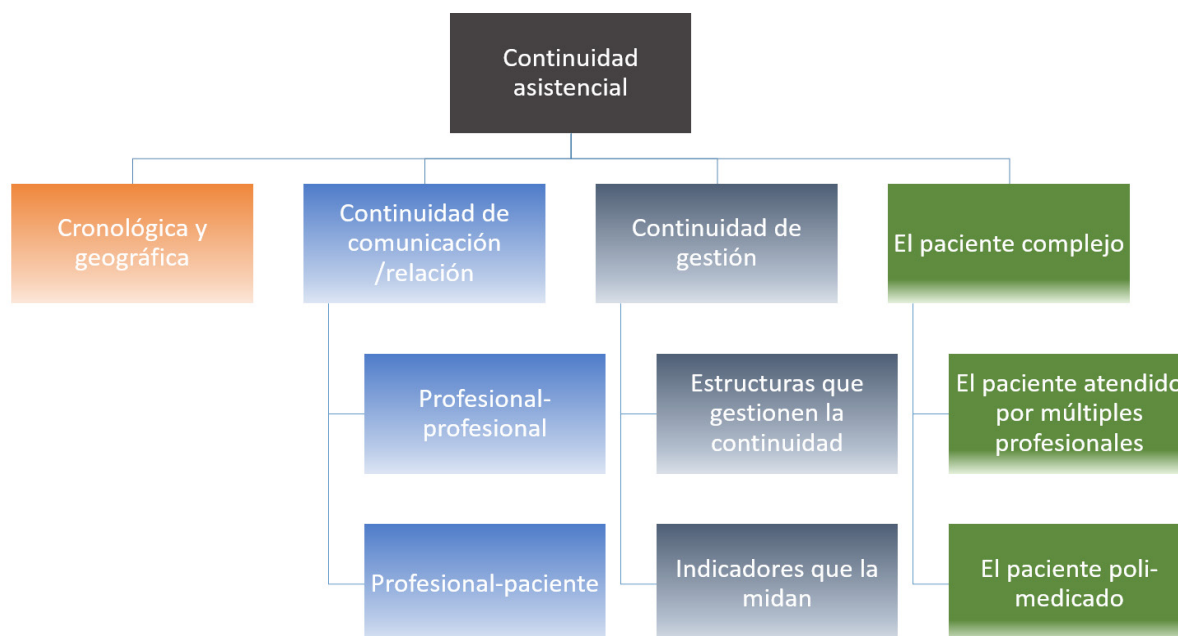 Continuidad
asistencial
Cronológica y
geográfica
Continuidad de
comunicación
/relación
Continuidad de
gestión
El paciente complejo
Profesional-
profesional
Estructuras que
gestionen la
continuidad
El paciente atendido
por múltiples
profesionales
Profesional-paciente
Indicadores que la
midan
El paciente poli-
medicado